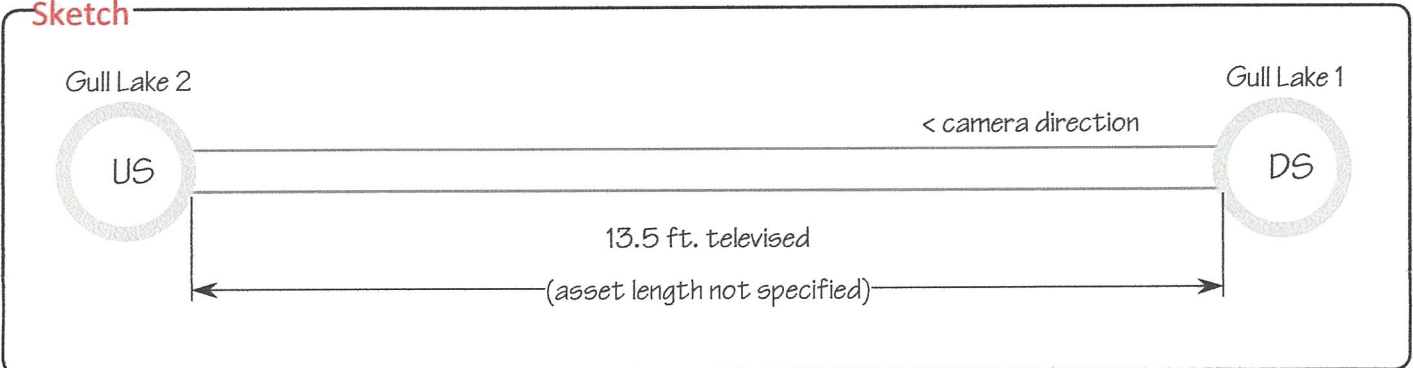 Sketch
Gull Lake 2
Gull Lake 1
< camera direction
US
DS
13.5 ft. televised
(asset length not specified)